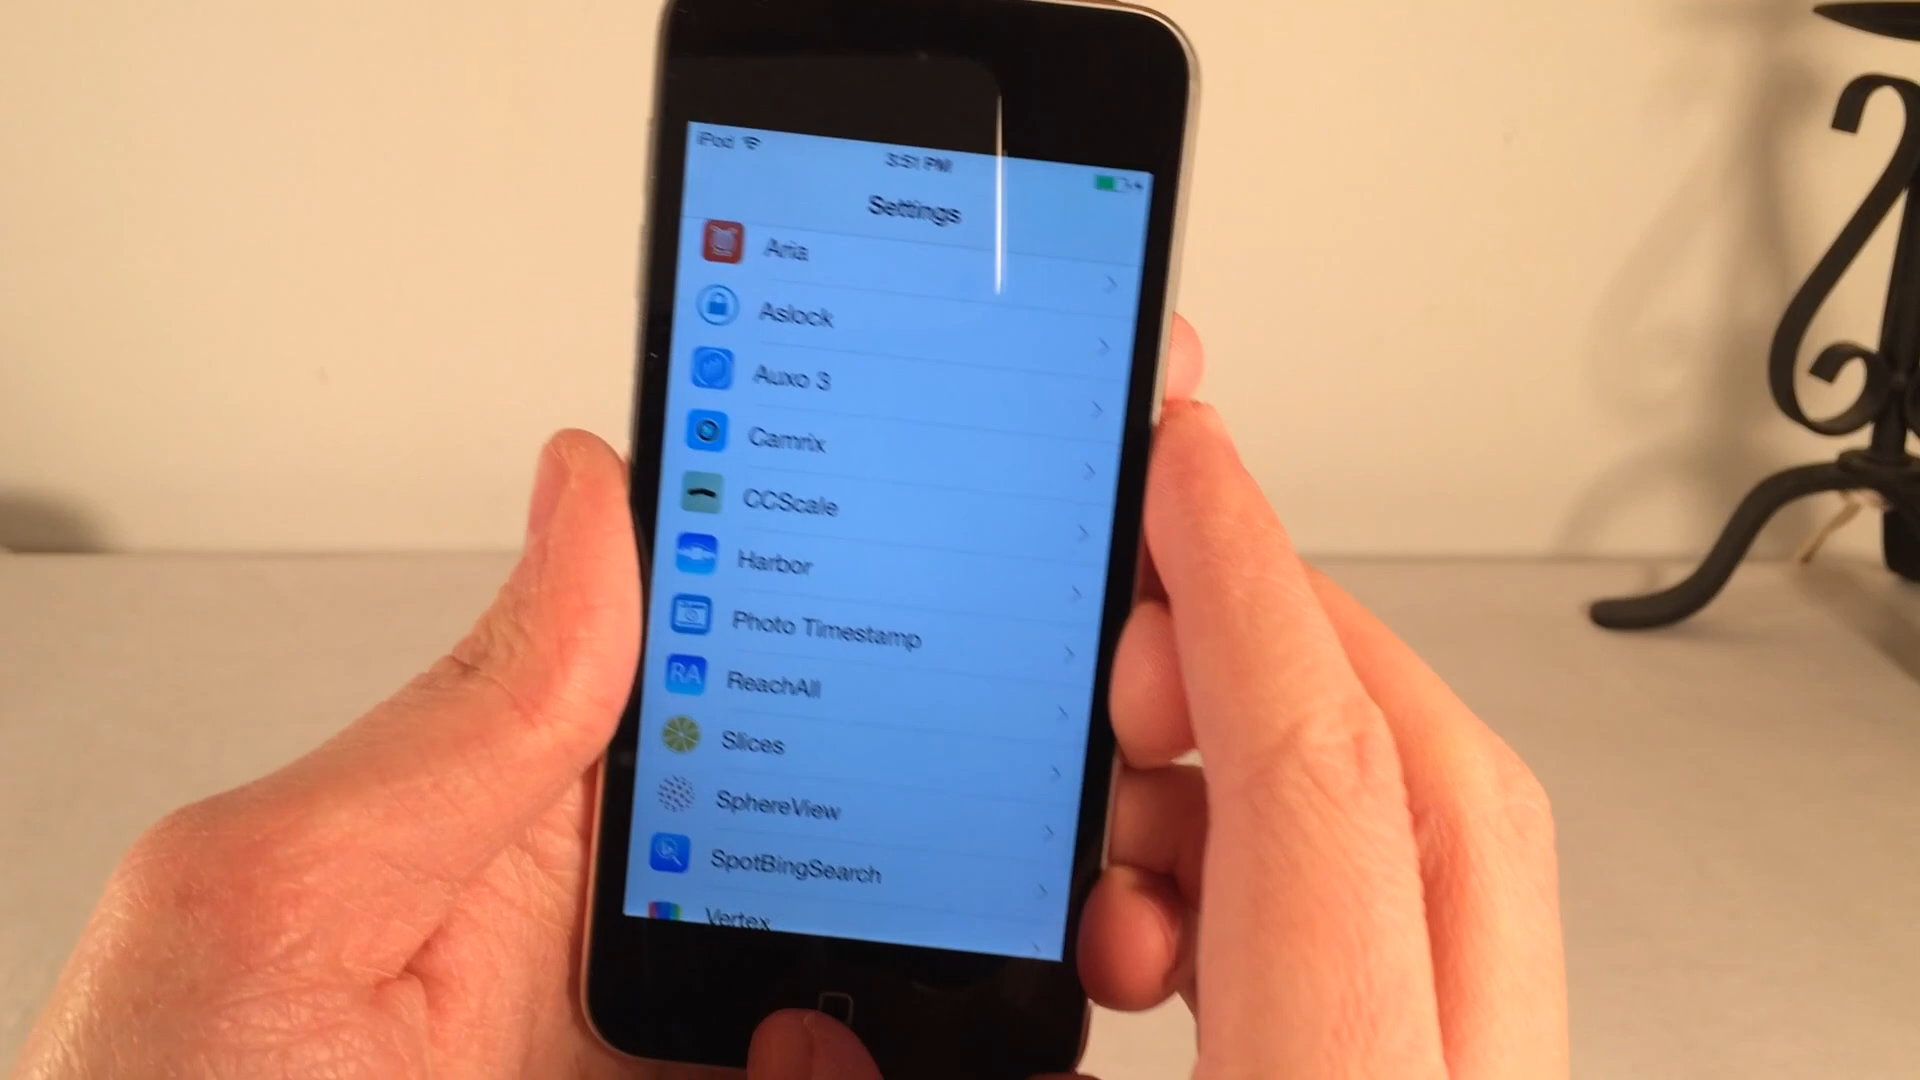 iPod
3:51 PM
Settings
Aria
Aslock
Auxo 3
Camrix
CCScale
Harbor
Photo Timestamp
RA
ReachAll
Slices
SphereView
SpotBingSearch
Vertex